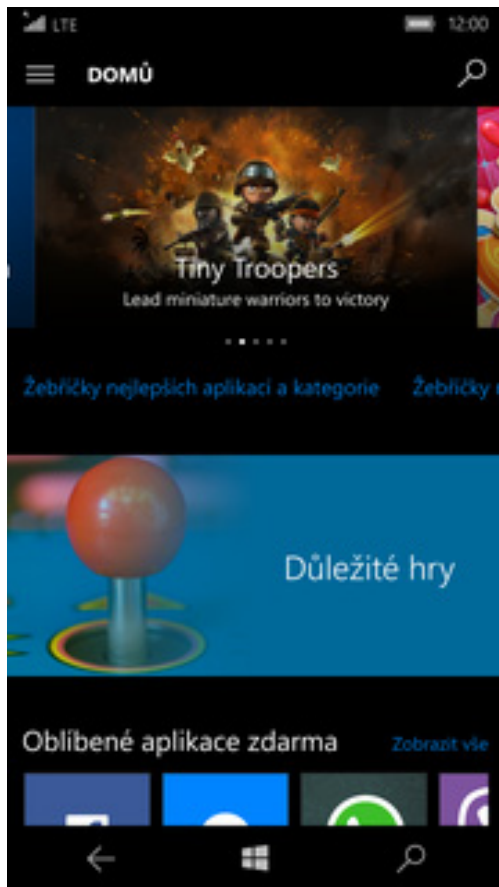 LTE 12:00
DOMŮ
Tiny Troopers
Lead miniature warriors to victory
Žebříčky nejlepších aplikací a kategorie Žebříčky
Důležité hry
Oblíbené aplikace zdarma Zobrazit vše